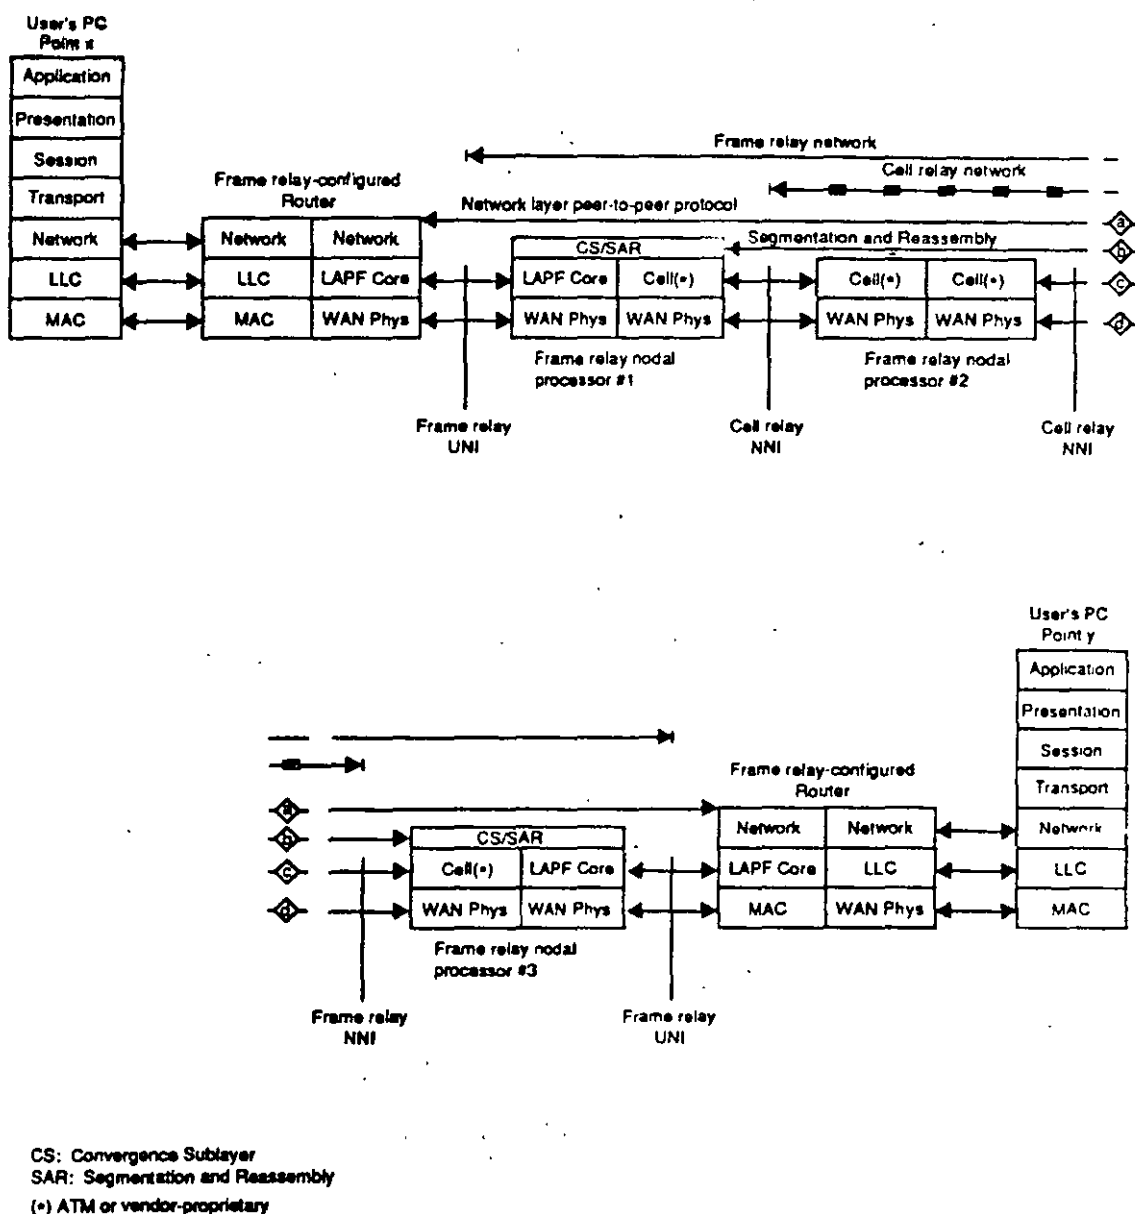 User's PC
Point x
Application
Presentation
Session
Transport
Network
LLC
MAC
Frame relay-configured
Router
Network
Network
LLC
LAPF Core
MAC
WAN Phys
Frame relay network
Cell relay network
Network layer peer-to-peer protocol
Segmentation and Reassembly
CS/SAR
LAPF Core
Cell(*)
WAN Phys
WAN Phys
Frame relay nodal
processor #1
Cell(*)
Cell(*)
WAN Phys
WAN Phys
Frame relay nodal
processor #2
a
b
c
d
Frame relay
UNI
Cell relay
NNI
Cell relay
NNI
User's PC
Point y
Application
Presentation
Session
Transport
Network
LLC
MAC
a
b
c
d
CS/SAR
Cell(*)
LAPF Core
WAN Phys
WAN Phys
Frame relay nodal
processor #3
Frame relay-configured
Router
Network
Network
LAPF Core
LLC
MAC
WAN Phys
Frame relay
NNI
Frame relay
UNI
CS: Convergence Sublayer
SAR: Segmentation and Reassembly
(*) ATM or vendor-proprietary